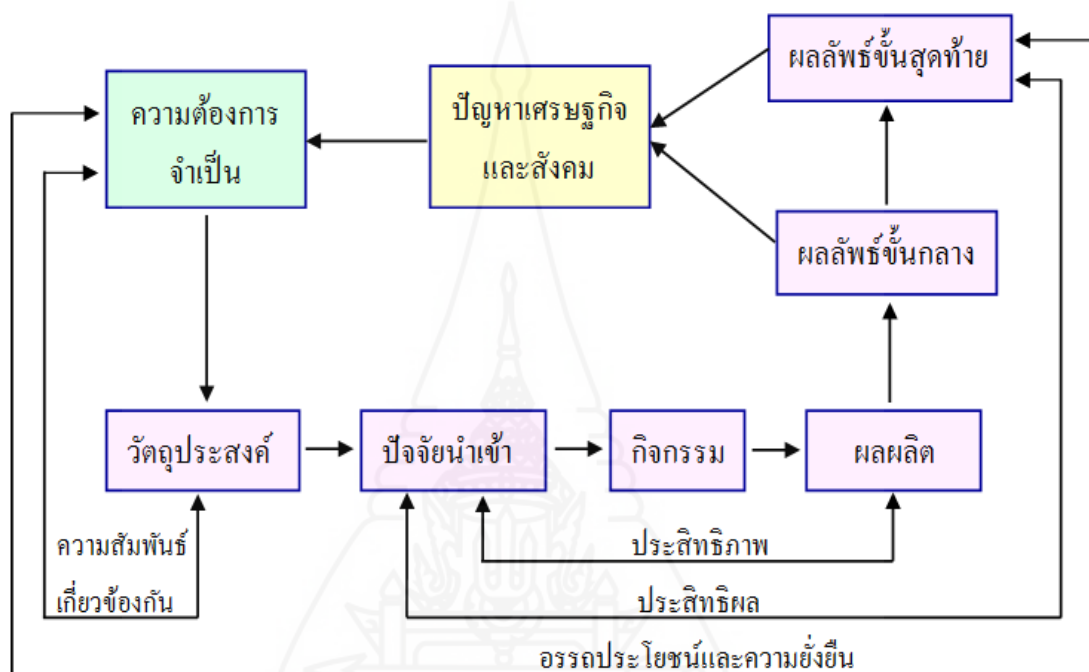 ผลลัพธ์ขั้นสุดท้าย
ความต้องการ
จำเป็น
ปัญหาเศรษฐกิจ
และสังคม
ผลลัพธ์ขั้นกลาง
วัตถุประสงค์
ปัจจัยนำเข้า
กิจกรรม
ผลผลิต
ความสัมพันธ์
เกี่ยวข้องกัน
ประสิทธิภาพ
ประสิทธิผล
อรรถประโยชน์และความยั่งยืน